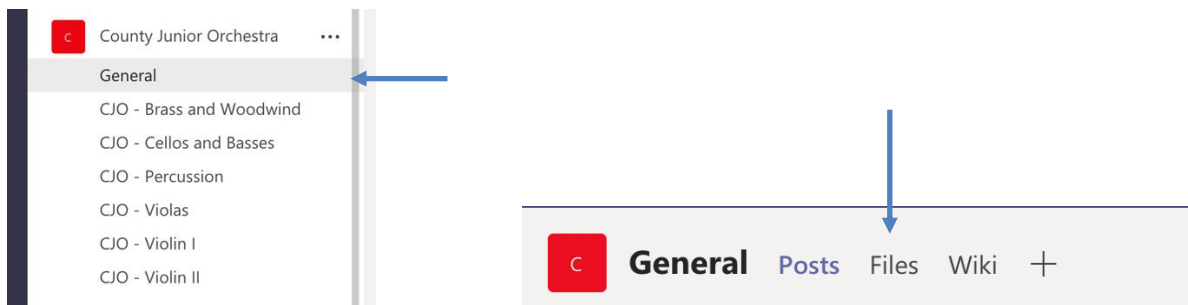 C County Junior Orchestra ...
General
CJO - Brass and Woodwind
CJO - Cellos and Basses
CJO - Percussion
CJO - Violas
CJO - Violin I
CJO - Violin II
C General Posts Files Wiki +